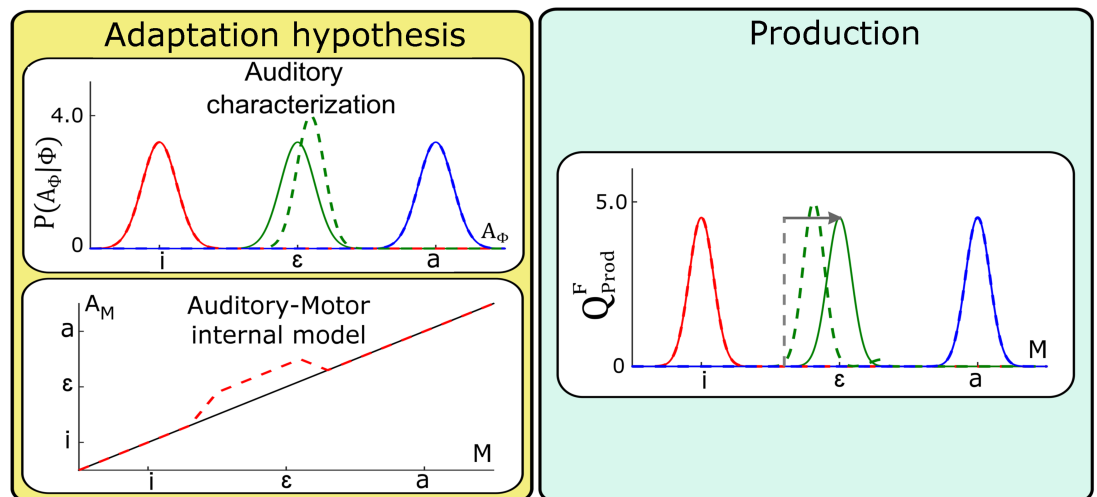 Adaptation hypothesis
Auditory
characterization
P(A_Φ|Φ)
4.0
0
A_Φ
i
ε
a
A_M
Auditory-Motor
internal model
a
ε
i
M
i
ε
a
Production
Q^F_Prod
5.0
0
M
i
ε
a